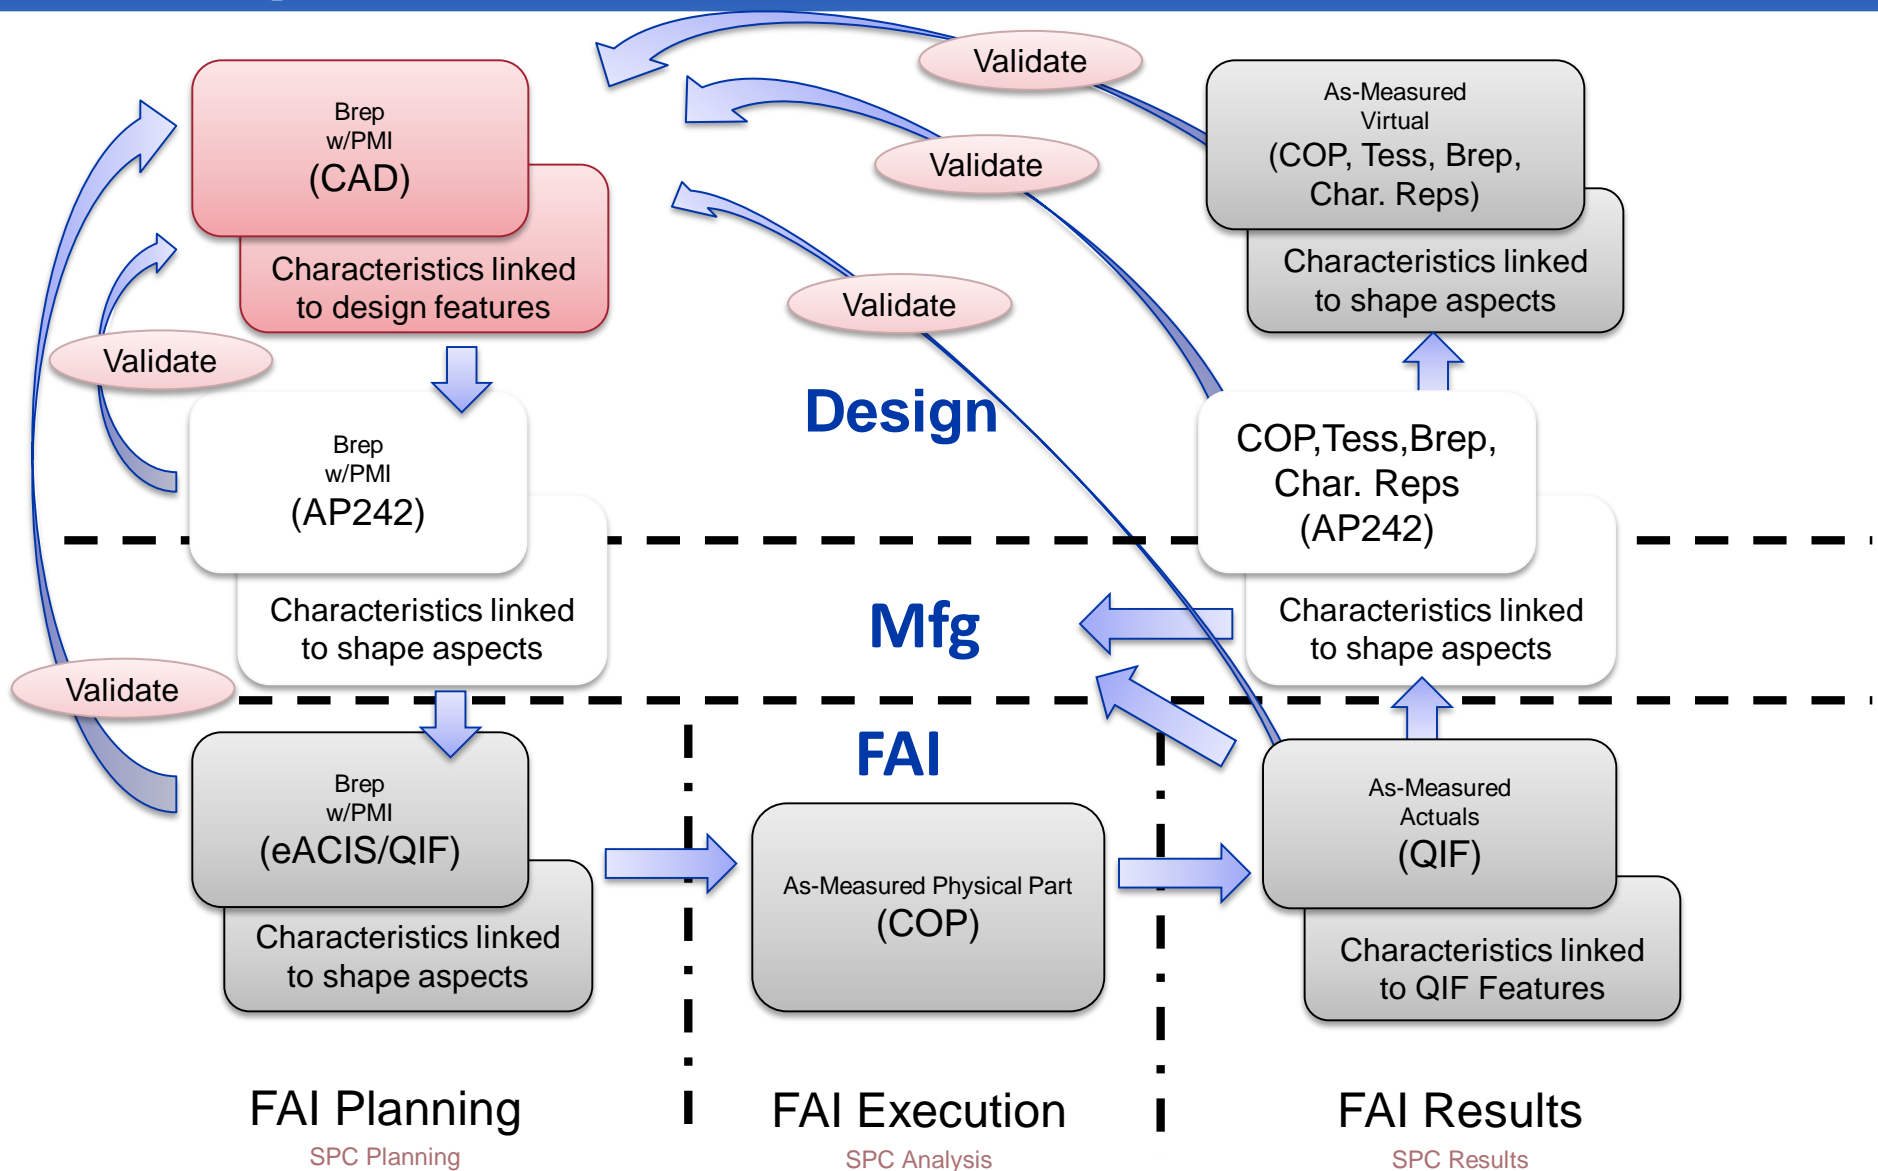 Validate
As-Measured
Virtual
(COP, Tess, Brep,
Char. Reps)
Characteristics linked
to shape aspects
Brep
w/PMI
(CAD)
Characteristics linked
to design features
Validate
Validate
Validate
Design
Brep
w/PMI
(AP242)
Characteristics linked
to shape aspects
COP,Tess,Brep,
Char. Reps
(AP242)
Characteristics linked
to shape aspects
Mfg
Validate
FAI
Brep
w/PMI
(eACIS/QIF)
Characteristics linked
to shape aspects
As-Measured Physical Part
(COP)
As-Measured
Actuals
(QIF)
Characteristics linked
to QIF Features
FAI Planning
SPC Planning
FAI Execution
SPC Analysis
FAI Results
SPC Results